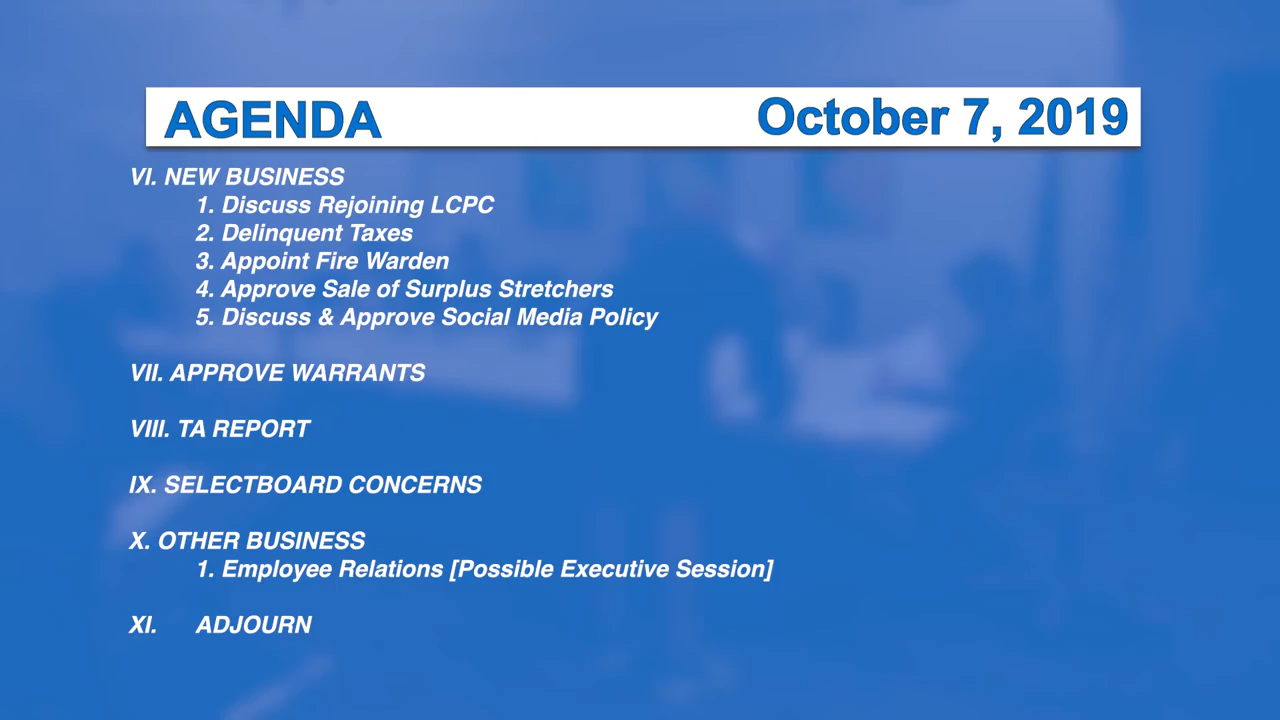 AGENDA October 7, 2019
VI. NEW BUSINESS
1. Discuss Rejoining LCPC
2. Delinquent Taxes
3. Appoint Fire Warden
4. Approve Sale of Surplus Stretchers
5. Discuss & Approve Social Media Policy
VII. APPROVE WARRANTS
VIII. TA REPORT
IX. SELECTBOARD CONCERNS
X. OTHER BUSINESS
1. Employee Relations [Possible Executive Session]
XI. ADJOURN